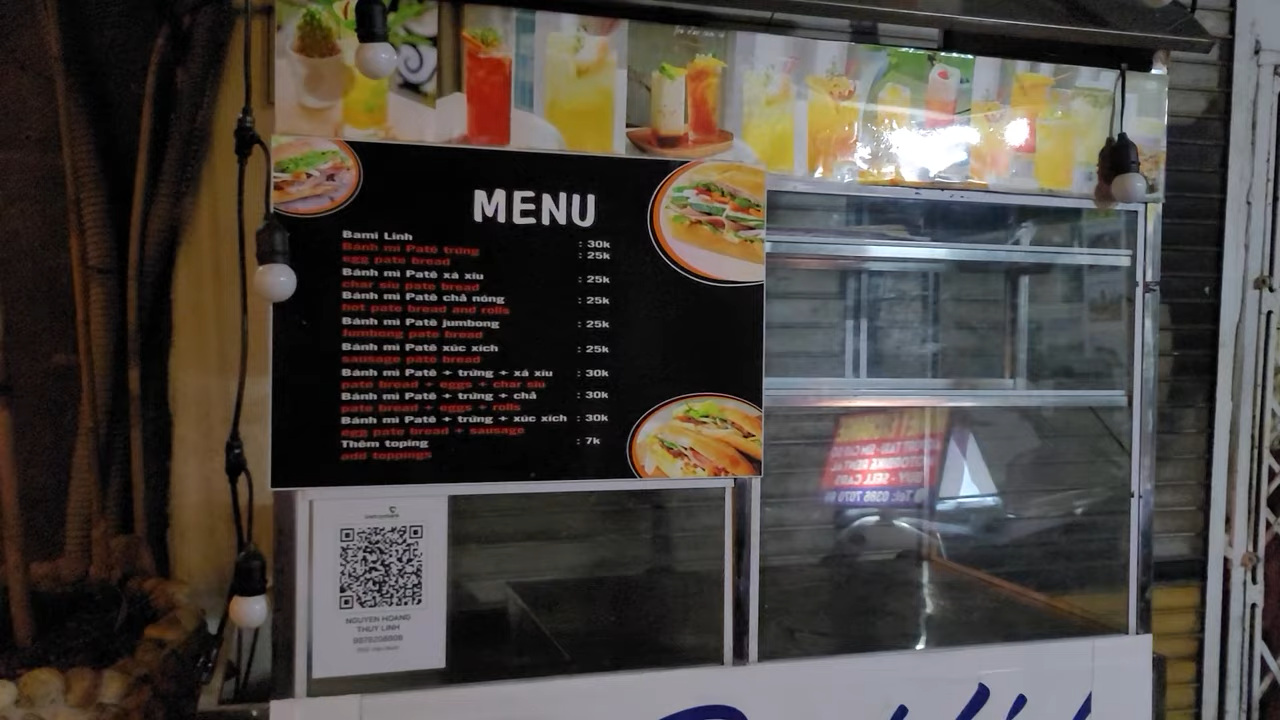 MENU
Bami Linh : 30k
Bánh mì Patê trứng : 25k
egg pate bread
Bánh mì Patê xá xíu : 25k
char siu pate bread
Bánh mì Patê chả nóng : 25k
hot pate bread and rolls
Bánh mì Patê jumbong : 25k
Jumbong pate bread
Bánh mì Patê xúc xích : 25k
sausage pate bread
Bánh mì Patê + trứng + xá xíu : 30k
pate bread + eggs + char siu
Bánh mì Patê + trứng + chả : 30k
pate bread + eggs + rolls
Bánh mì Patê + trứng + xúc xích : 30k
egg pate bread + sausage
Thêm toping : 7k
add toppings
NGUYEN HOANG
THUY LINH